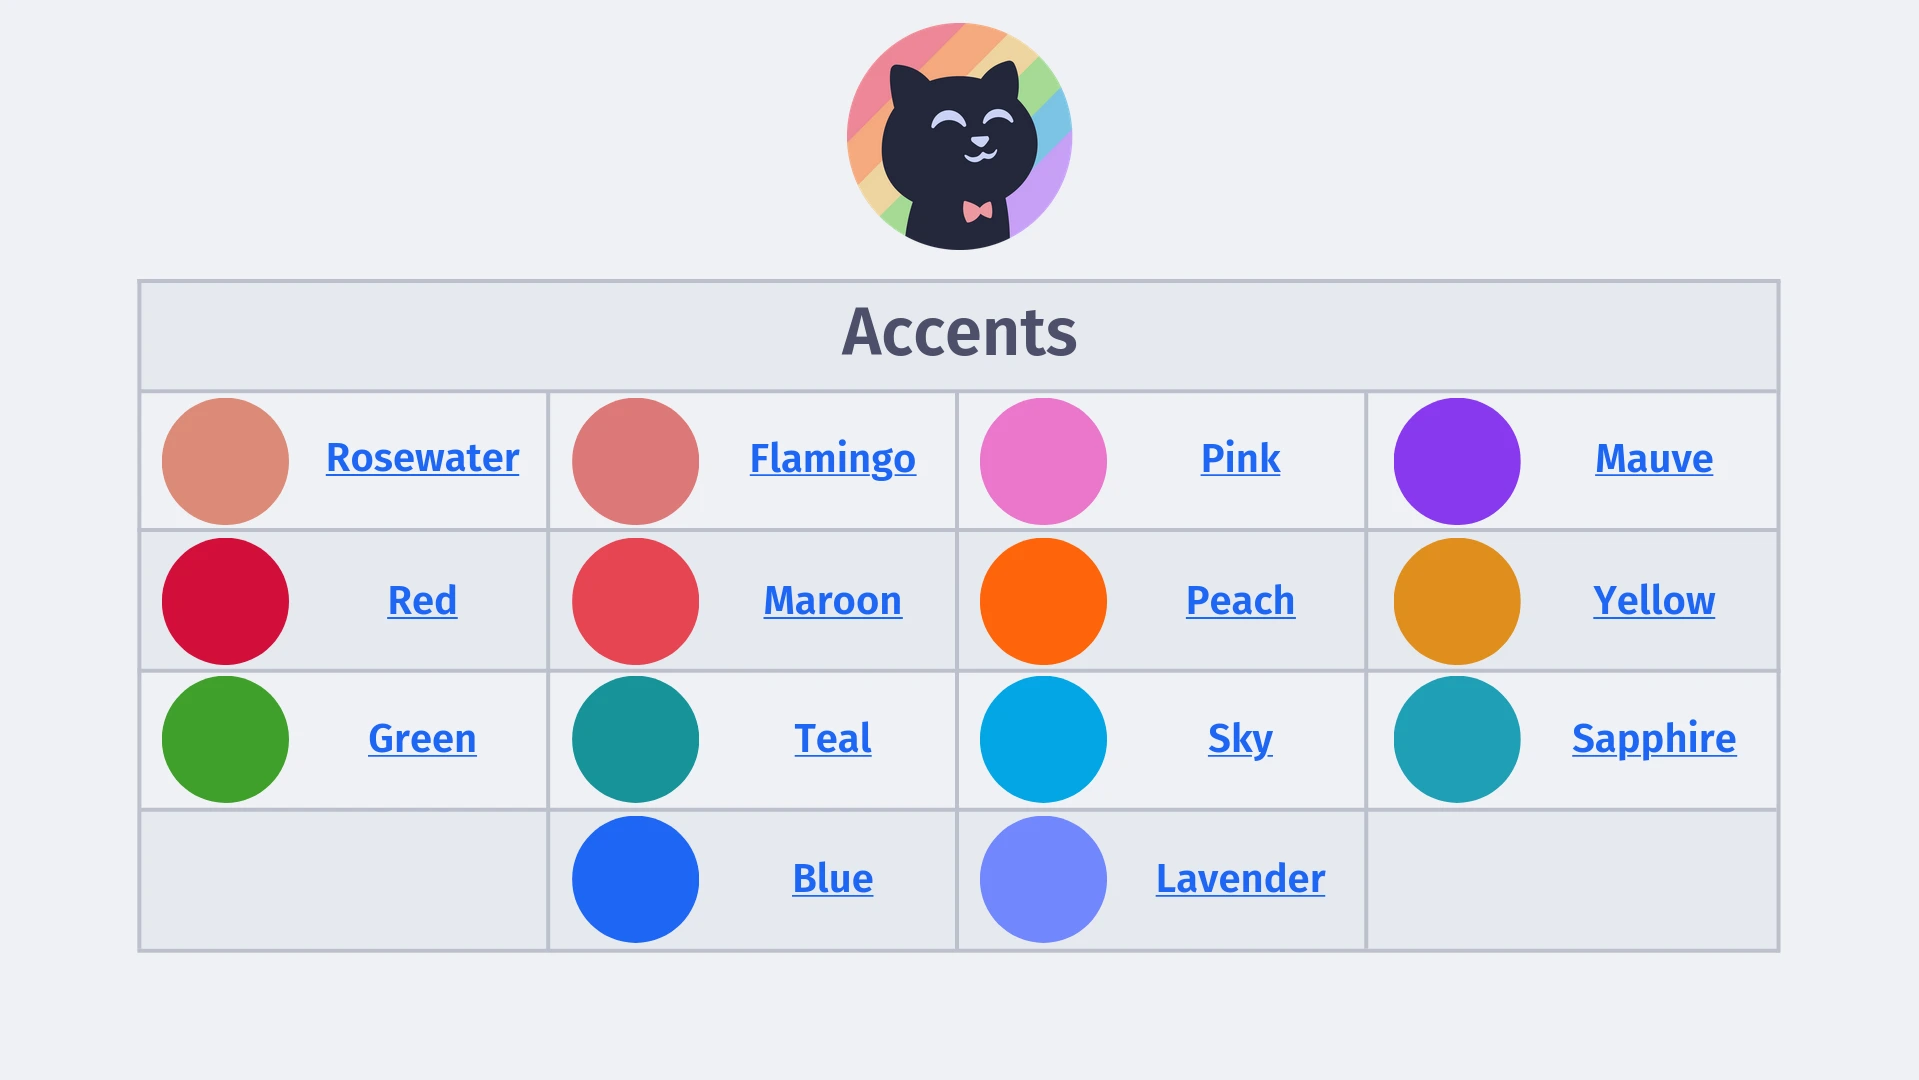 Accents
Rosewater
Flamingo
Pink
Mauve
Red
Maroon
Peach
Yellow
Green
Teal
Sky
Sapphire
Blue
Lavender